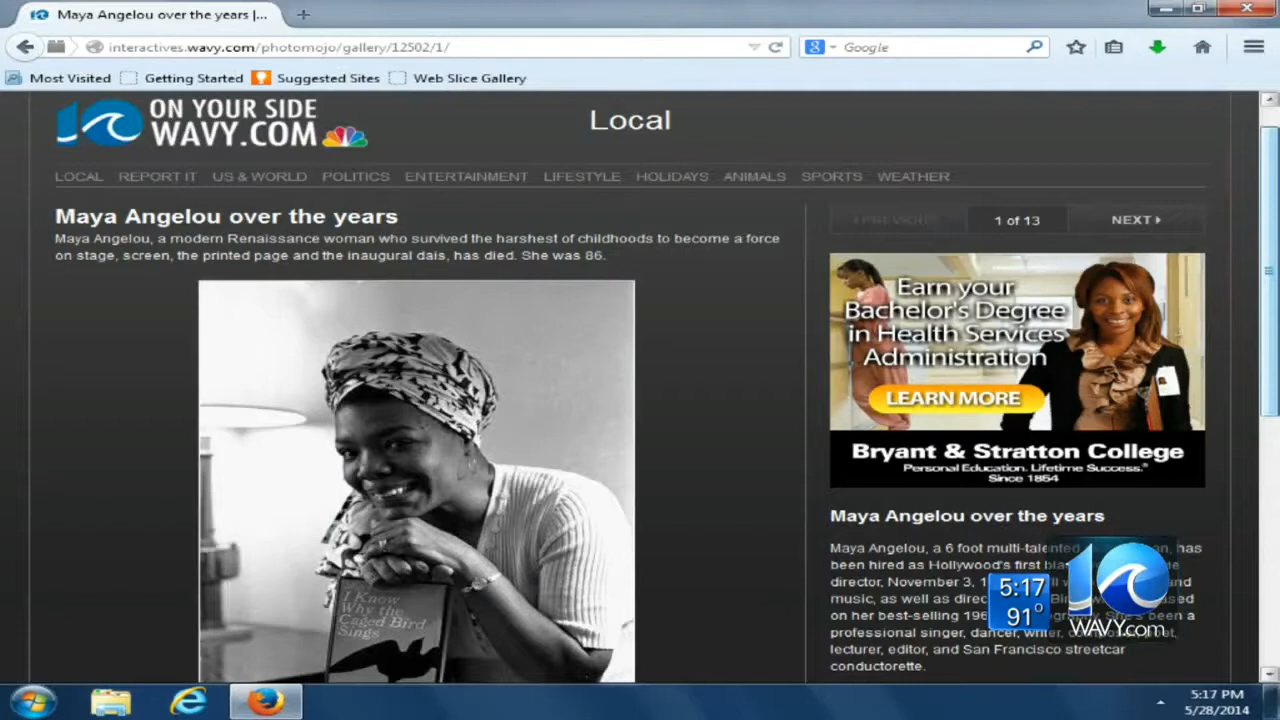 Maya Angelou over the years |...
interactives.wavy.com/photomojo/gallery/12502/1/
Google
Most Visited
Getting Started
Suggested Sites
Web Slice Gallery
10
ON YOUR SIDE
WAVY.COM
Local
LOCAL REPORT IT US & WORLD POLITICS ENTERTAINMENT LIFESTYLE HOLIDAYS ANIMALS SPORTS WEATHER
Maya Angelou over the years
Maya Angelou, a modern Renaissance woman who survived the harshest of childhoods to become a force
on stage, screen, the printed page and the inaugural dais, has died. She was 86.
I Know
Why the
Caged Bird
Sings
PREVIOUS
1 of 13
NEXT
Earn your
Bachelor's Degree
in Health Services
Administration
LEARN MORE
Bryant & Stratton College
Personal Education. Lifetime Success.®
Since 1854
Maya Angelou over the years
Maya Angelou, a 6 foot multi-talented has
been hired as Hollywood's first
director, November 3, and
music, as well as
on her best-selling a
professional singer, dancer, writer, poet,
lecturer, editor, and San Francisco streetcar
conductorette.
5:17
91°
10
WAVY.com
5:17 PM
5/28/2014